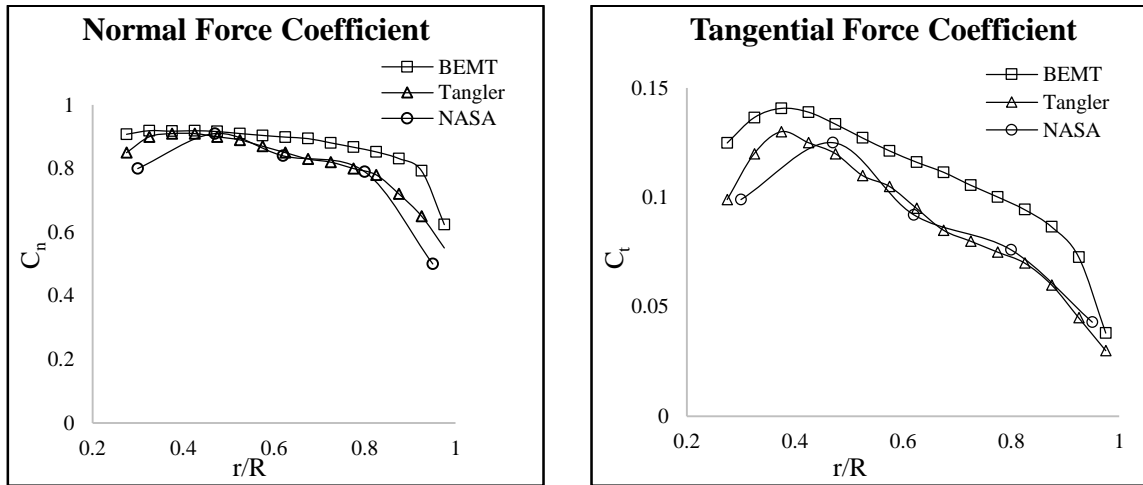 Normal Force Coefficient
BEMT
Tangler
NASA
1
0.8
0.6
0.4
0.2
0
Cn
0.2 0.4 0.6 0.8 1
r/R
Tangential Force Coefficient
BEMT
Tangler
NASA
0.15
0.1
0.05
0
Ct
0.2 0.4 0.6 0.8 1
r/R